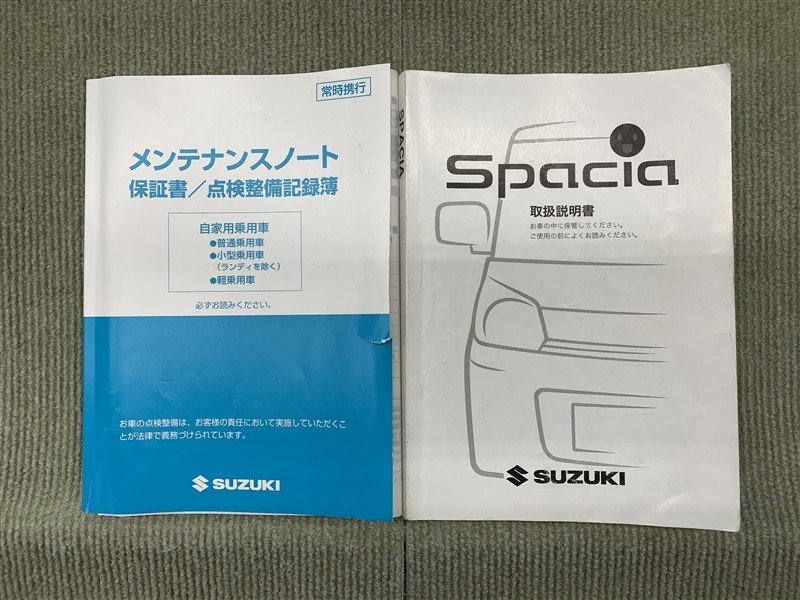 常時携行
メンテナンスノート
保証書／点検整備記録簿
自家用乗用車
●普通乗用車
●小型乗用車
（ランディを除く）
●軽乗用車
必ずお読みください。
お車の点検整備は、お客様の責任において実施していただくこ
とが法律で義務づけられています。
SUZUKI
SPACIA
Spacia
取扱説明書
お車の中に保管してください。
ご使用の前によくお読みください。
SUZUKI